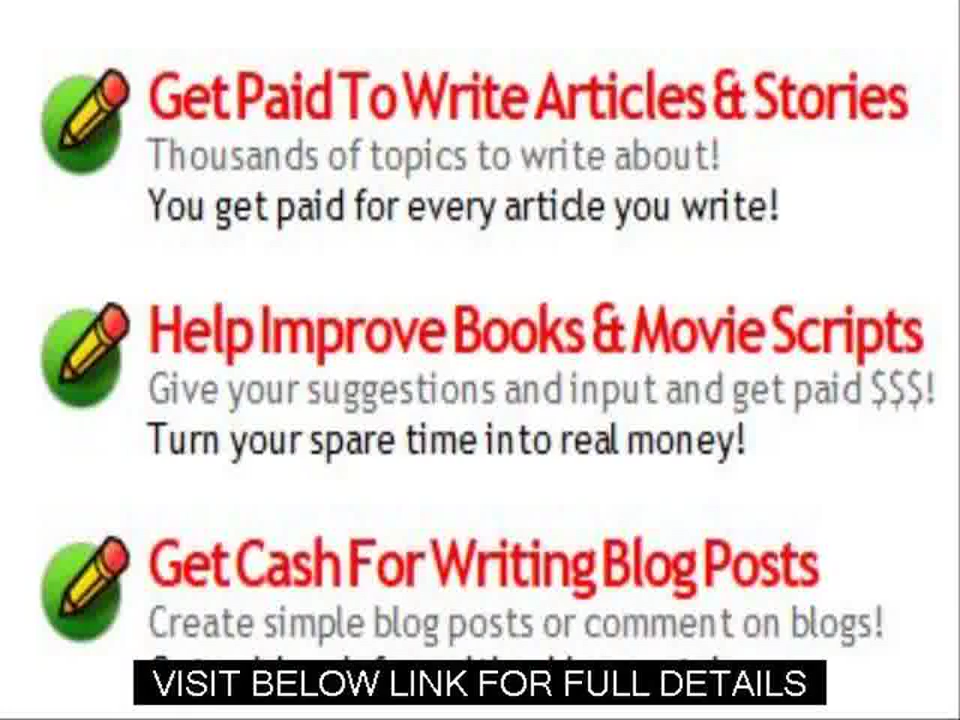 Get Paid To Write Articles & Stories
Thousands of topics to write about!
You get paid for every article you write!
Help Improve Books & Movie Scripts
Give your suggestions and input and get paid $$$!
Turn your spare time into real money!
Get Cash For Writing Blog Posts
Create simple blog posts or comment on blogs!
VISIT BELOW LINK FOR FULL DETAILS